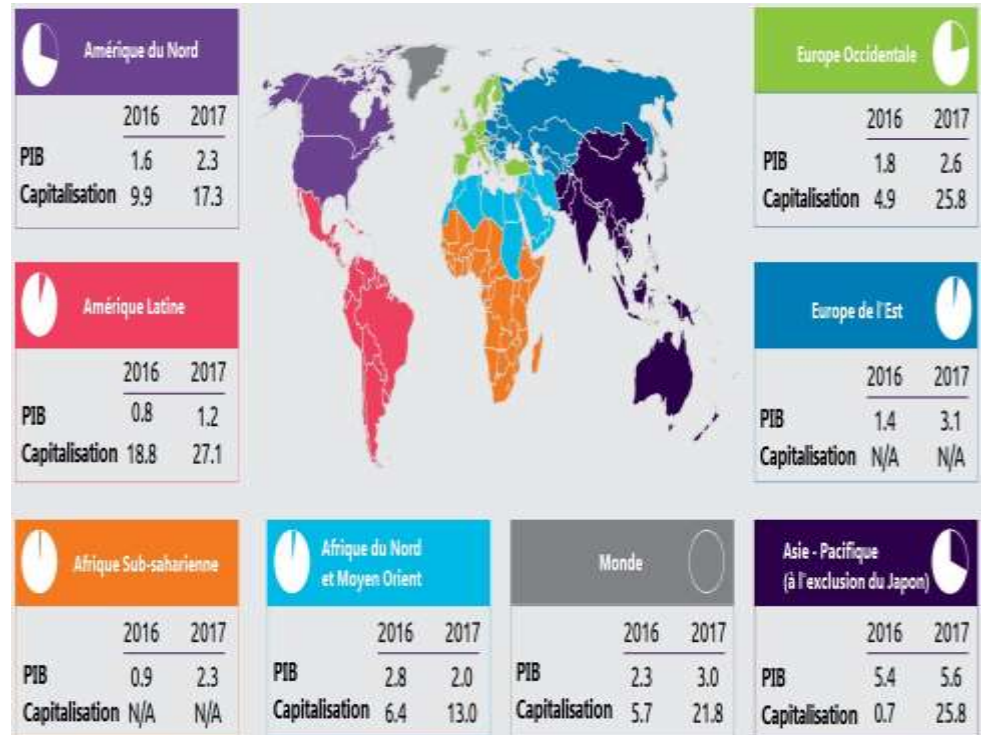 Amérique du Nord
2016 2017
PIB 1.6 2.3
Capitalisation 9.9 17.3
Europe Occidentale
2016 2017
PIB 1.8 2.6
Capitalisation 4.9 25.8
Amérique Latine
2016 2017
PIB 0.8 1.2
Capitalisation 18.8 27.1
Europe de l'Est
2016 2017
PIB 1.4 3.1
Capitalisation N/A N/A
Afrique Sub-saharienne
2016 2017
PIB 0.9 2.3
Capitalisation N/A N/A
Afrique du Nord
et Moyen Orient
2016 2017
PIB 2.8 2.0
Capitalisation 6.4 13.0
Monde
2016 2017
PIB 2.3 3.0
Capitalisation 5.7 21.8
Asie - Pacifique
(à l'exclusion du Japon)
2016 2017
PIB 5.4 5.6
Capitalisation 0.7 25.8